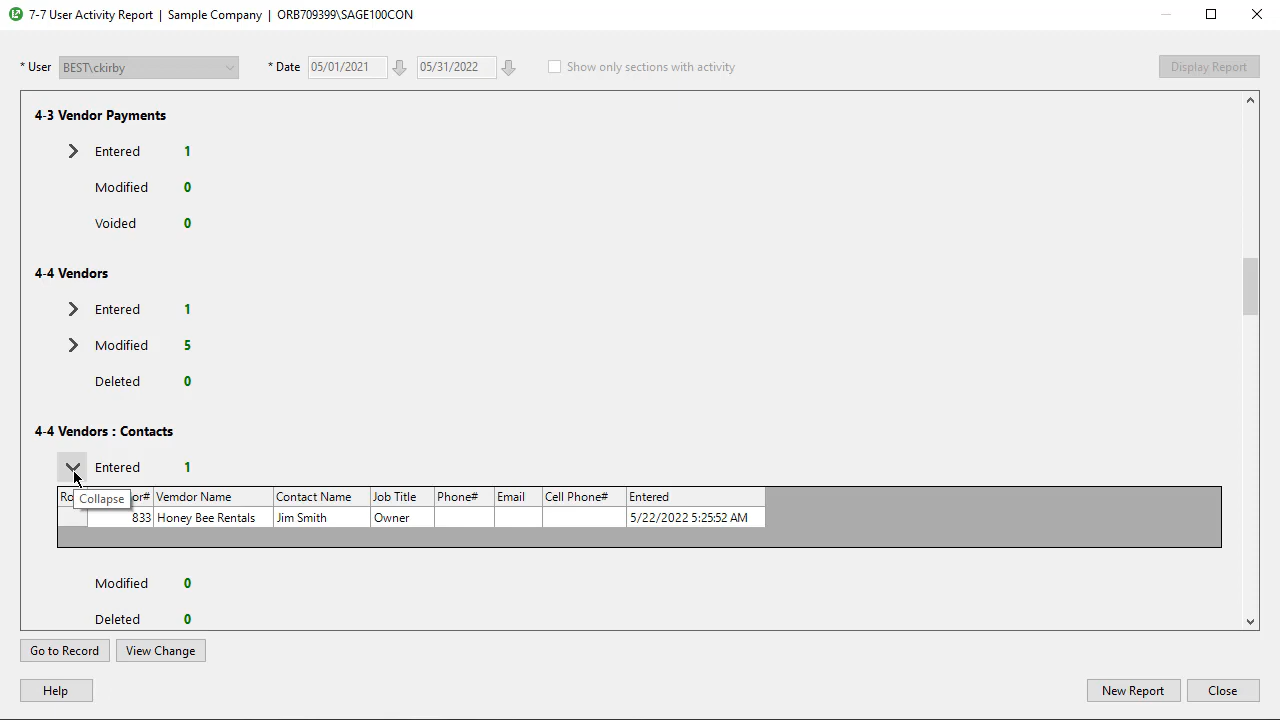 7-7 User Activity Report | Sample Company | ORB709399\SAGE100CON
* User BEST\ckirby * Date 05/01/2021 05/31/2022 Show only sections with activity Display Report
4-3 Vendor Payments
Entered 1
Modified 0
Voided 0
4-4 Vendors
Entered 1
Modified 5
Deleted 0
4-4 Vendors : Contacts
Entered 1
Collapse
or# Vemdor Name Contact Name Job Title Phone# Email Cell Phone# Entered
833 Honey Bee Rentals Jim Smith Owner 5/22/2022 5:25:52 AM
Modified 0
Deleted 0
Go to Record View Change
Help New Report Close